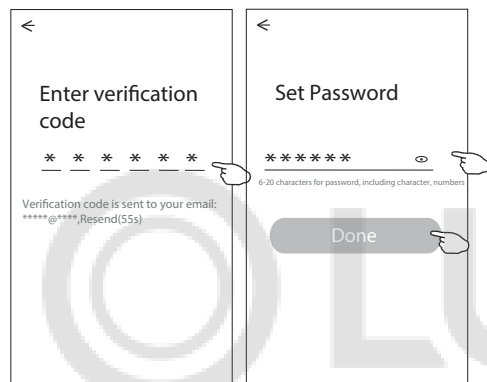 Enter verification
code
* * * * * *
Verification code is sent to your email:
*****@****,Resend(55s)
Set Password
******
6-20 characters for password, including character, numbers
Done